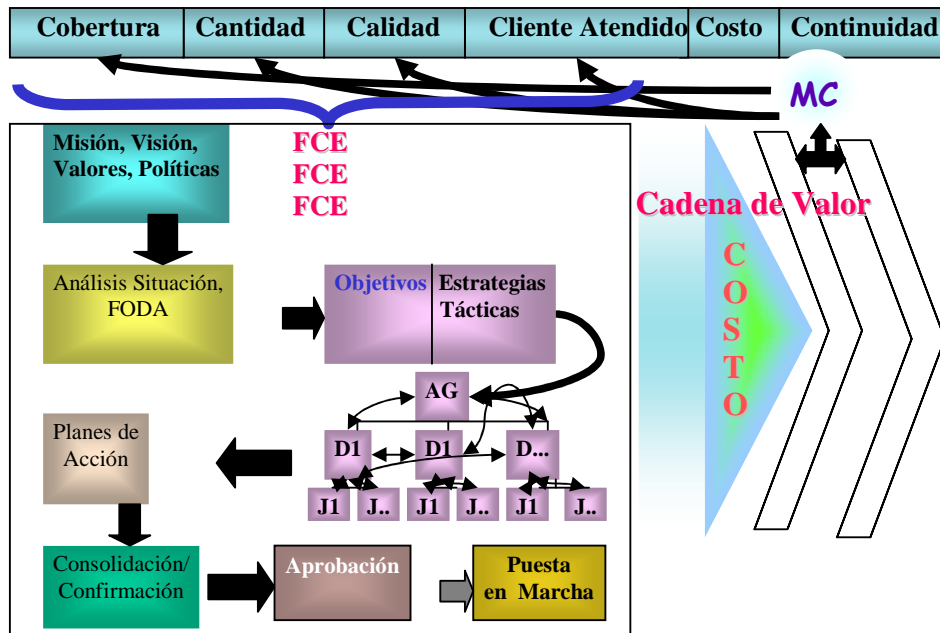 Cobertura Cantidad Calidad Cliente Atendido Costo Continuidad
MC
Misión, Visión,
Valores, Políticas
FCE
FCE
FCE
Cadena de Valor
C
O
S
T
O
Análisis Situación,
FODA
Objetivos Estrategias
Tácticas
AG
D1 D1 D...
J1 J.. J1 J.. J1 J..
Planes de
Acción
Consolidación/
Confirmación
Aprobación
Puesta
en Marcha